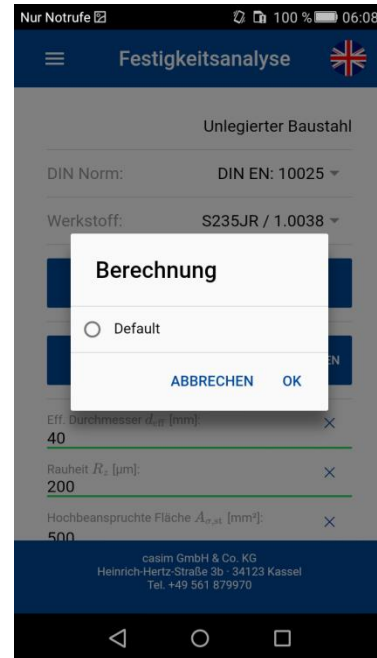 Nur Notrufe
100 % 06:08
Festigkeitsanalyse
Unlegierter Baustahl
DIN Norm: DIN EN: 10025
Werkstoff: S235JR / 1.0038
Berechnung
Default
ABBRECHEN OK
EN
Eff. Durchmesser d_eff [mm]:
40
Rauheit R_z [μm]:
200
Hochbeanspruchte Fläche A_σ,st [mm²]:
500
casim GmbH & Co. KG
Heinrich-Hertz-Straße 3b · 34123 Kassel
Tel. +49 561 879970